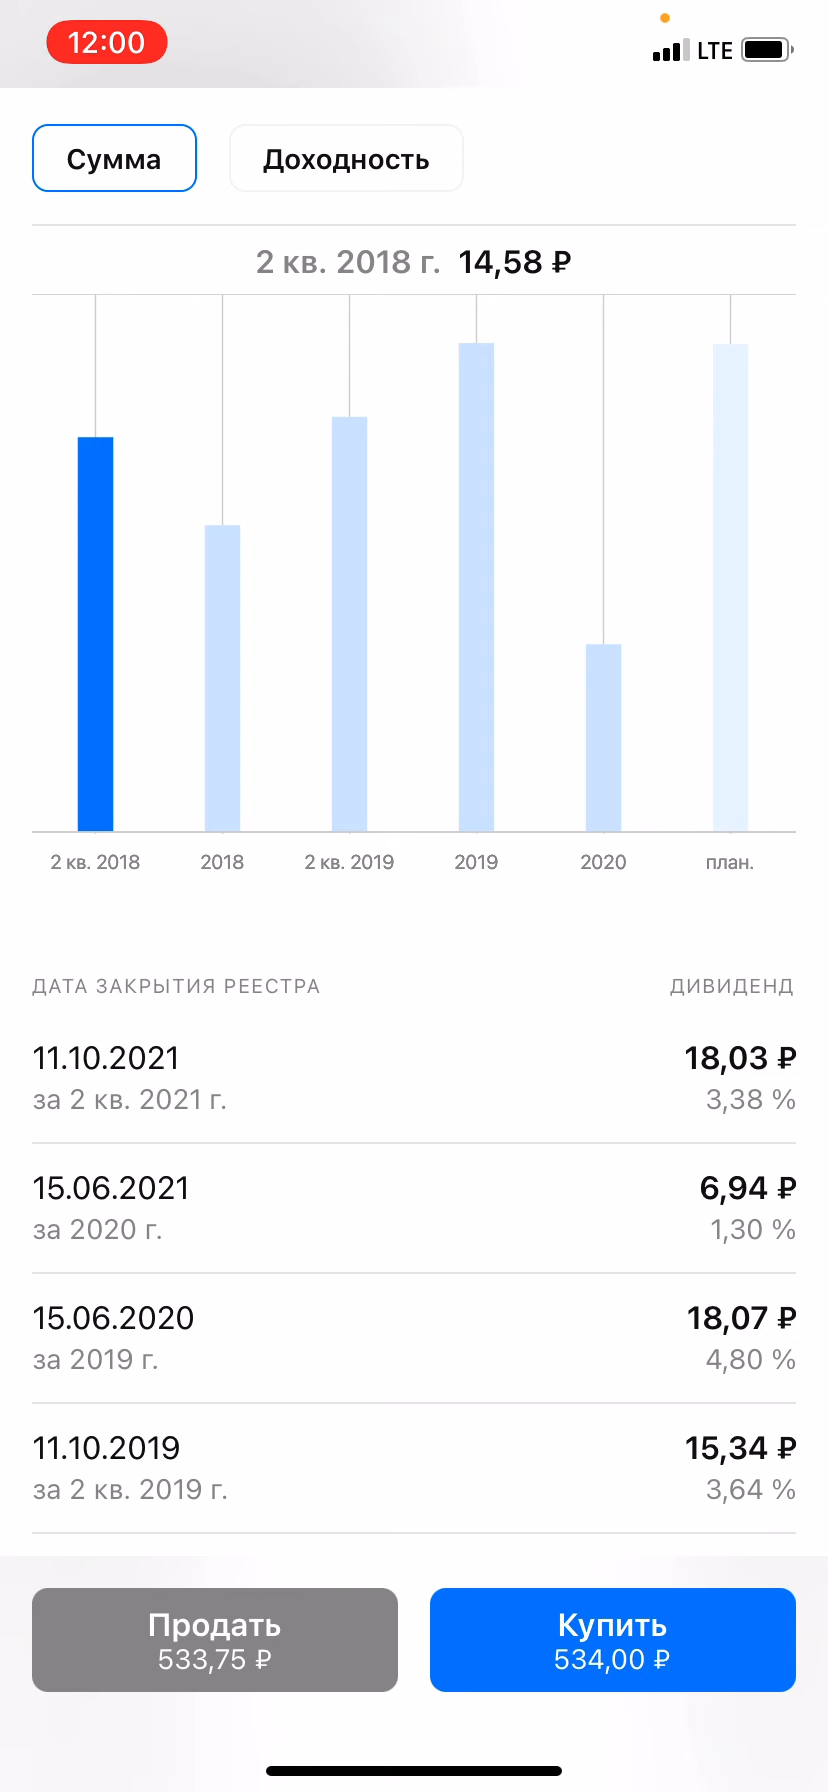 12:00
LTE
Сумма
Доходность
2 кв. 2018 г. 14,58 ₽
2 кв. 2018
2018
2 кв. 2019
2019
2020
план.
ДАТА ЗАКРЫТИЯ РЕЕСТРА
ДИВИДЕНД
11.10.2021
18,03 ₽
за 2 кв. 2021 г.
3,38 %
15.06.2021
6,94 ₽
за 2020 г.
1,30 %
15.06.2020
18,07 ₽
за 2019 г.
4,80 %
11.10.2019
15,34 ₽
за 2 кв. 2019 г.
3,64 %
Продать
533,75 ₽
Купить
534,00 ₽